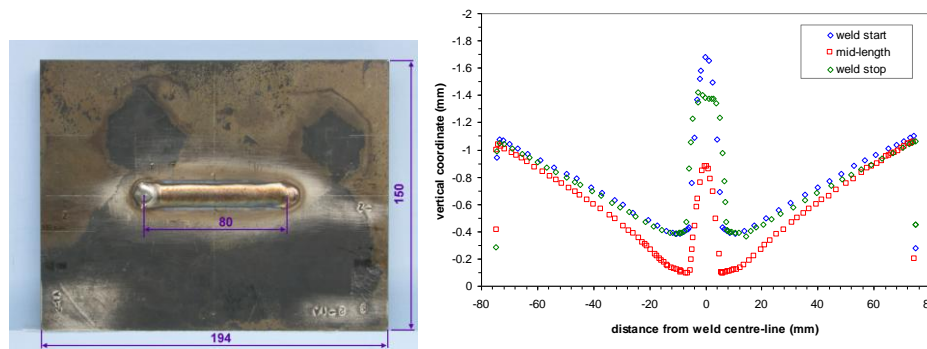 80
150
194
-2
-1.8
-1.6
-1.4
-1.2
-1
-0.8
-0.6
-0.4
-0.2
0
vertical coordinate (mm)
weld start
mid-length
weld stop
-80 -60 -40 -20 0 20 40 60 80
distance from weld centre-line (mm)